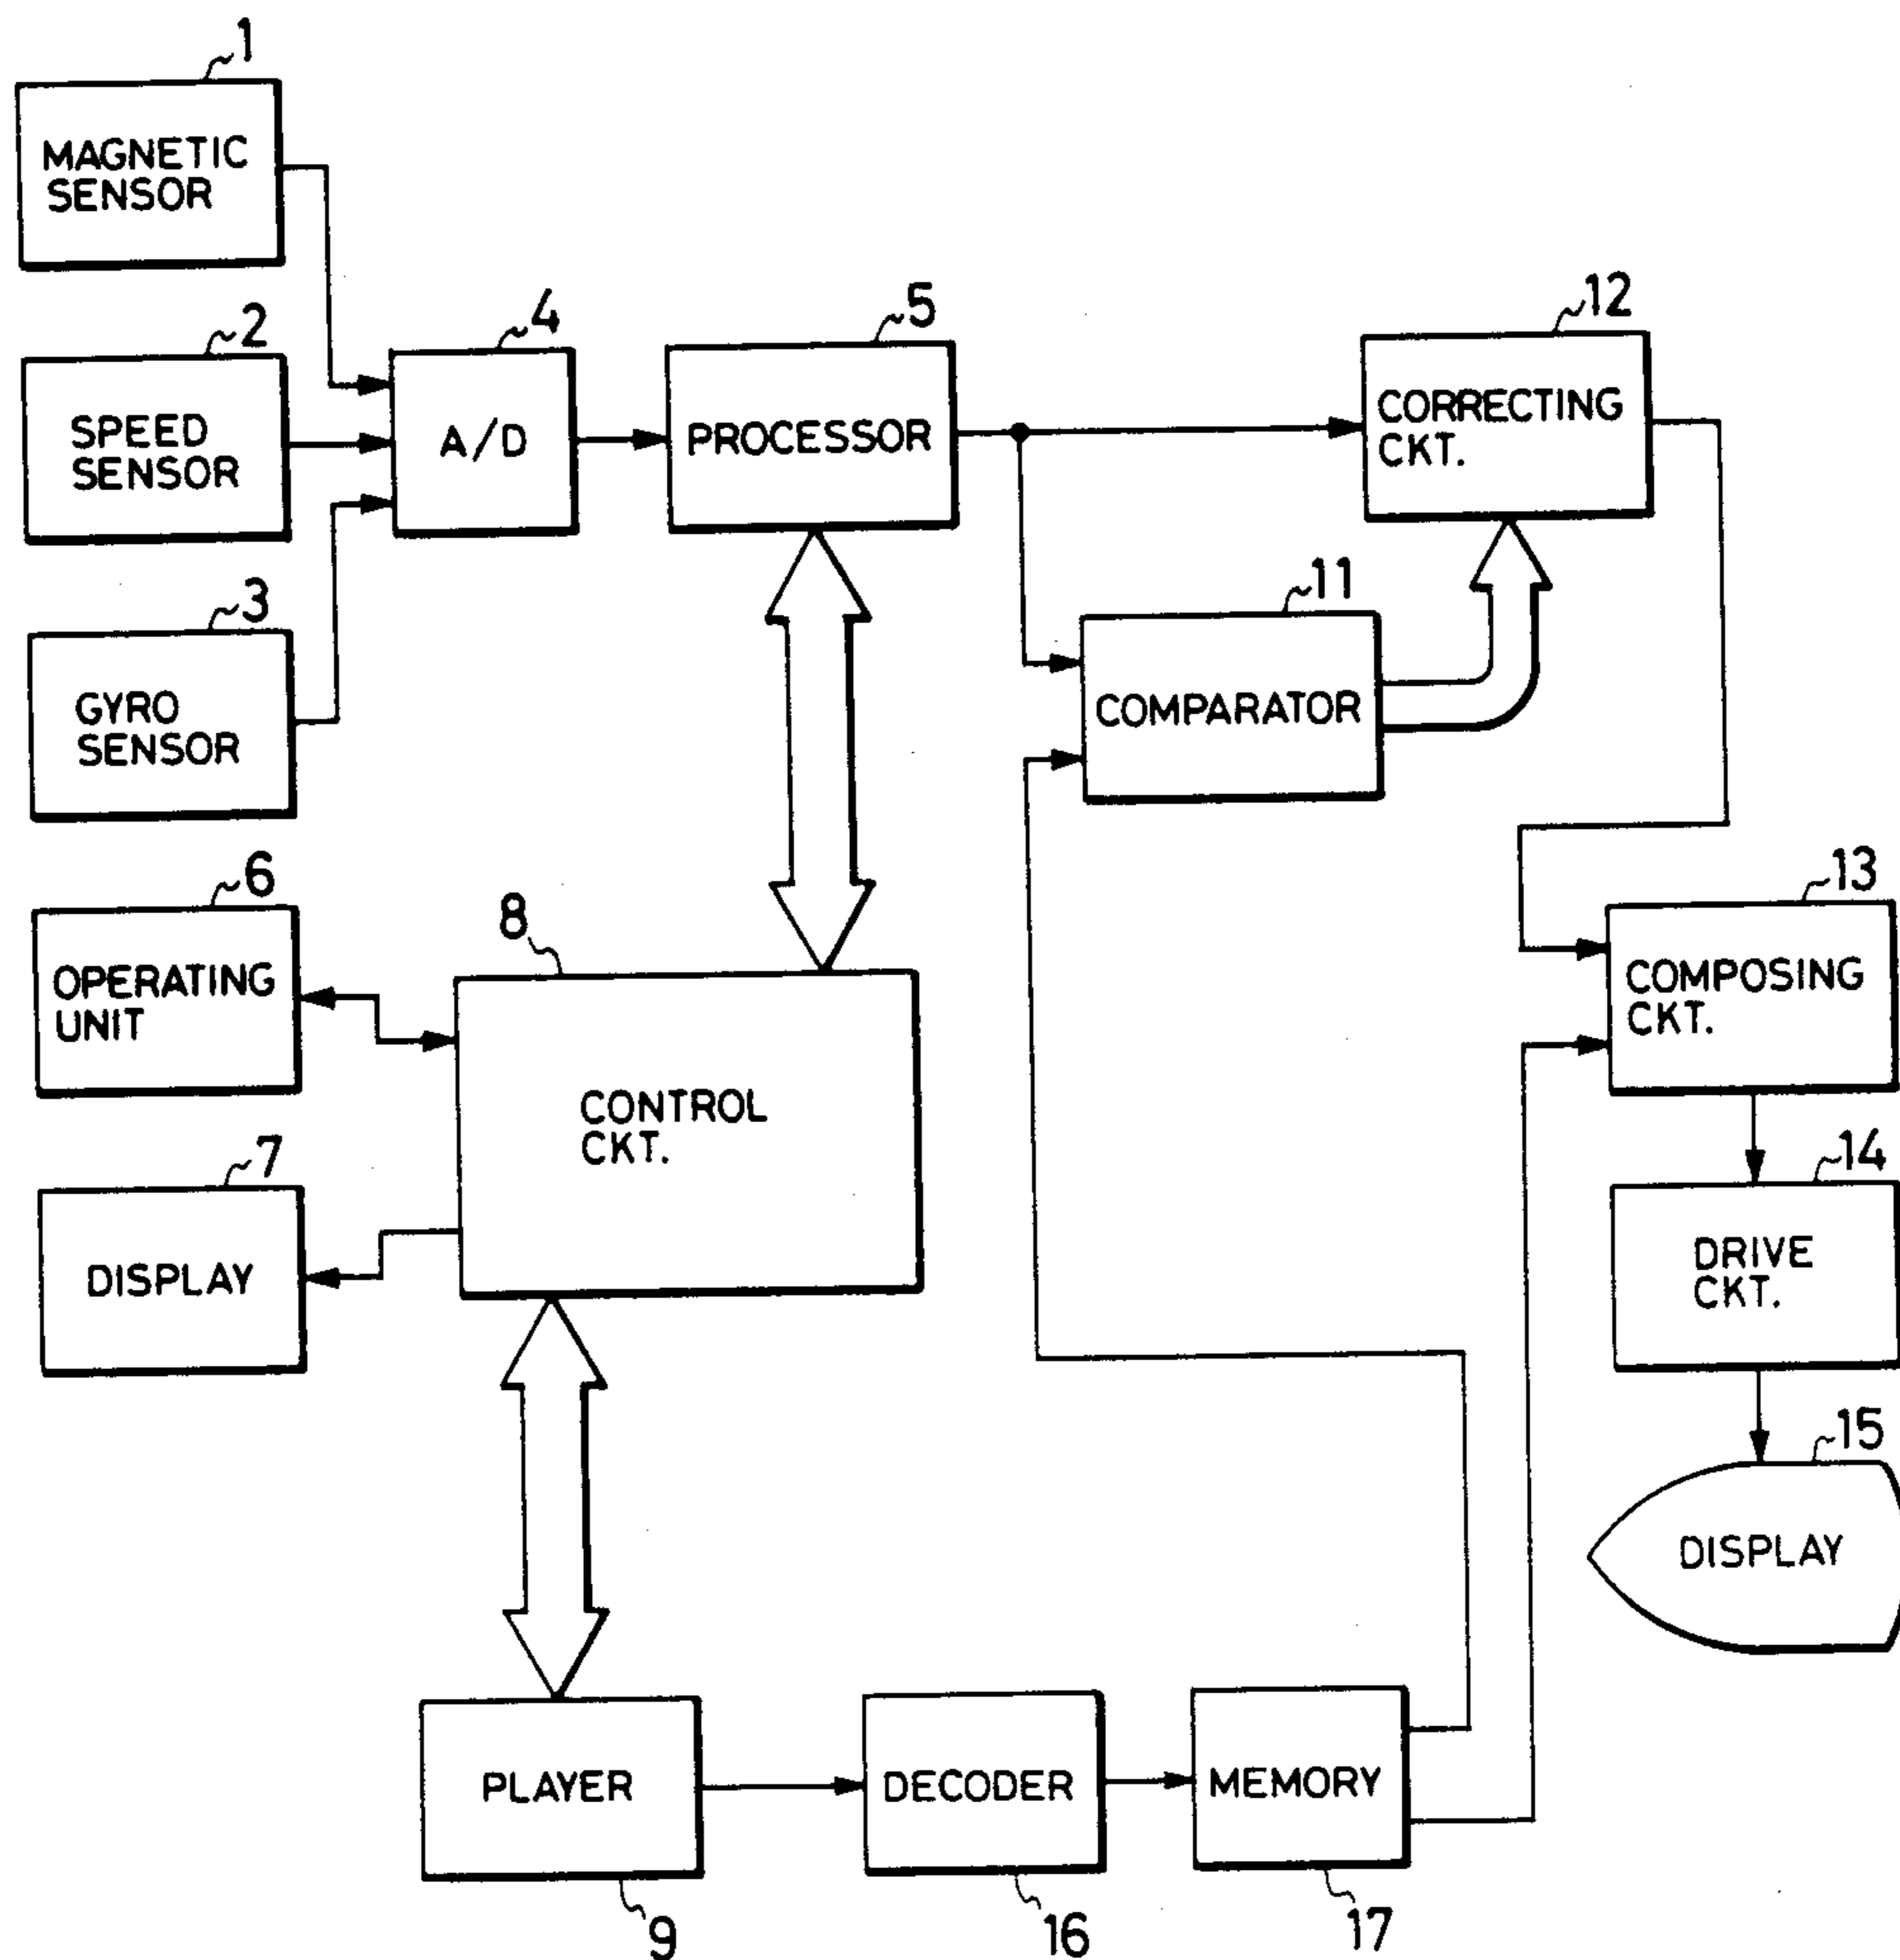 1
MAGNETIC
SENSOR
2
SPEED
SENSOR
3
GYRO
SENSOR
4
A/D
5
PROCESSOR
12
CORRECTING
CKT.
11
COMPARATOR
6
OPERATING
UNIT
7
DISPLAY
8
CONTROL
CKT.
13
COMPOSING
CKT.
14
DRIVE
CKT.
15
DISPLAY
PLAYER
9
DECODER
16
MEMORY
17